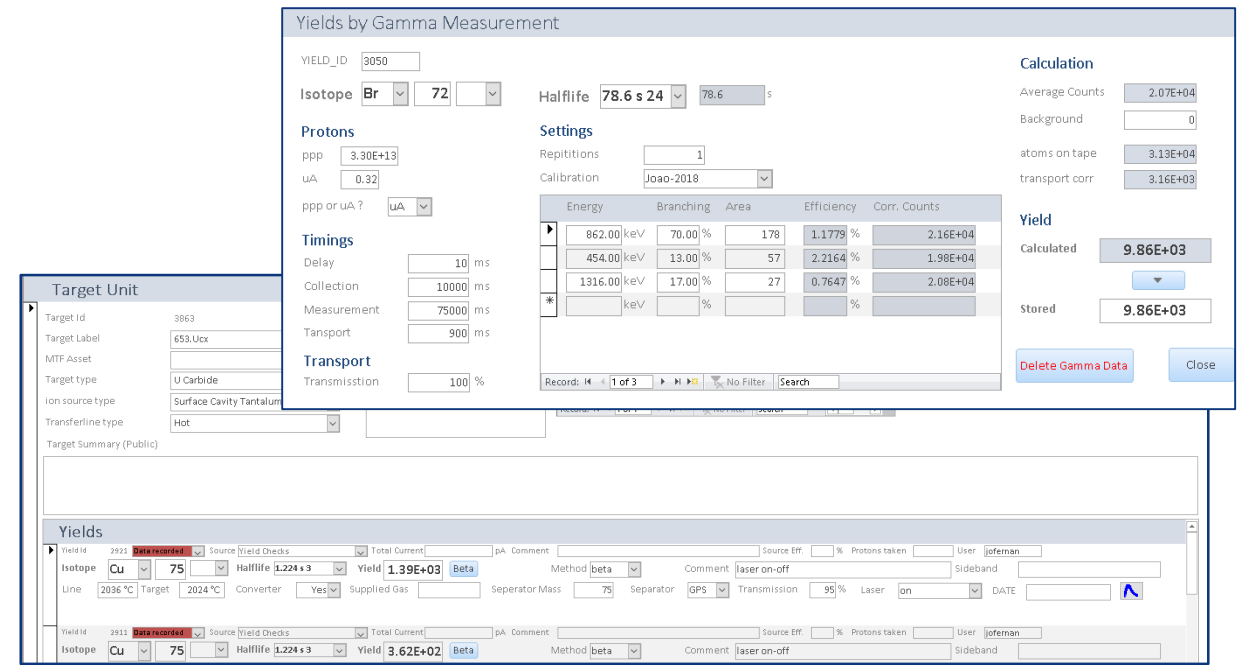 Yields by Gamma Measurement
YIELD_ID 3050
Isotope Br 72
Halflife 78.6 s 24 78.6 s
Protons
ppp 3.30E+13
uA 0.32
ppp or uA ? uA
Timings
Delay 10 ms
Collection 10000 ms
Measurement 75000 ms
Tansport 900 ms
Transport
Transmisstion 100 %
Settings
Repititions 1
Calibration Joao-2018
Energy Branching Area Efficiency Corr. Counts
862.00 keV 70.00 % 178 1.1779 % 2.16E+04
454.00 keV 13.00 % 57 2.2164 % 1.98E+04
1316.00 keV 17.00 % 27 0.7647 % 2.08E+04
* keV % %
Record: 1 of 3 No Filter Search
Calculation
Average Counts 2.07E+04
Background 0
atoms on tape 3.13E+04
transport corr 3.16E+03
Yield
Calculated 9.86E+03
Stored 9.86E+03
Delete Gamma Data Close
Target Unit
Target Id 3863
Target Label 653.Ucx
MTF Asset
Target type U Carbide
ion source type Surface Cavity Tantalum
Transferline type Hot
Target Summary (Public)
Yields
Yield Id 2921 Data recorded Source Yield Checks Total Current pA Comment Source Eff. % Protons taken User jofernan
Isotope Cu 75 Halflife 1.224 s 3 Yield 1.39E+03 Beta Method beta Comment laser on-off Sideband
Line 2036 °C Target 2024 °C Converter Yes Supplied Gas Seperator Mass 75 Separator GPS Transmission 95 % Laser on DATE
Yield Id 2911 Data recorded Source Yield Checks Total Current pA Comment Source Eff. % Protons taken User jofernan
Isotope Cu 75 Halflife 1.224 s 3 Yield 3.62E+02 Beta Method beta Comment laser on-off Sideband